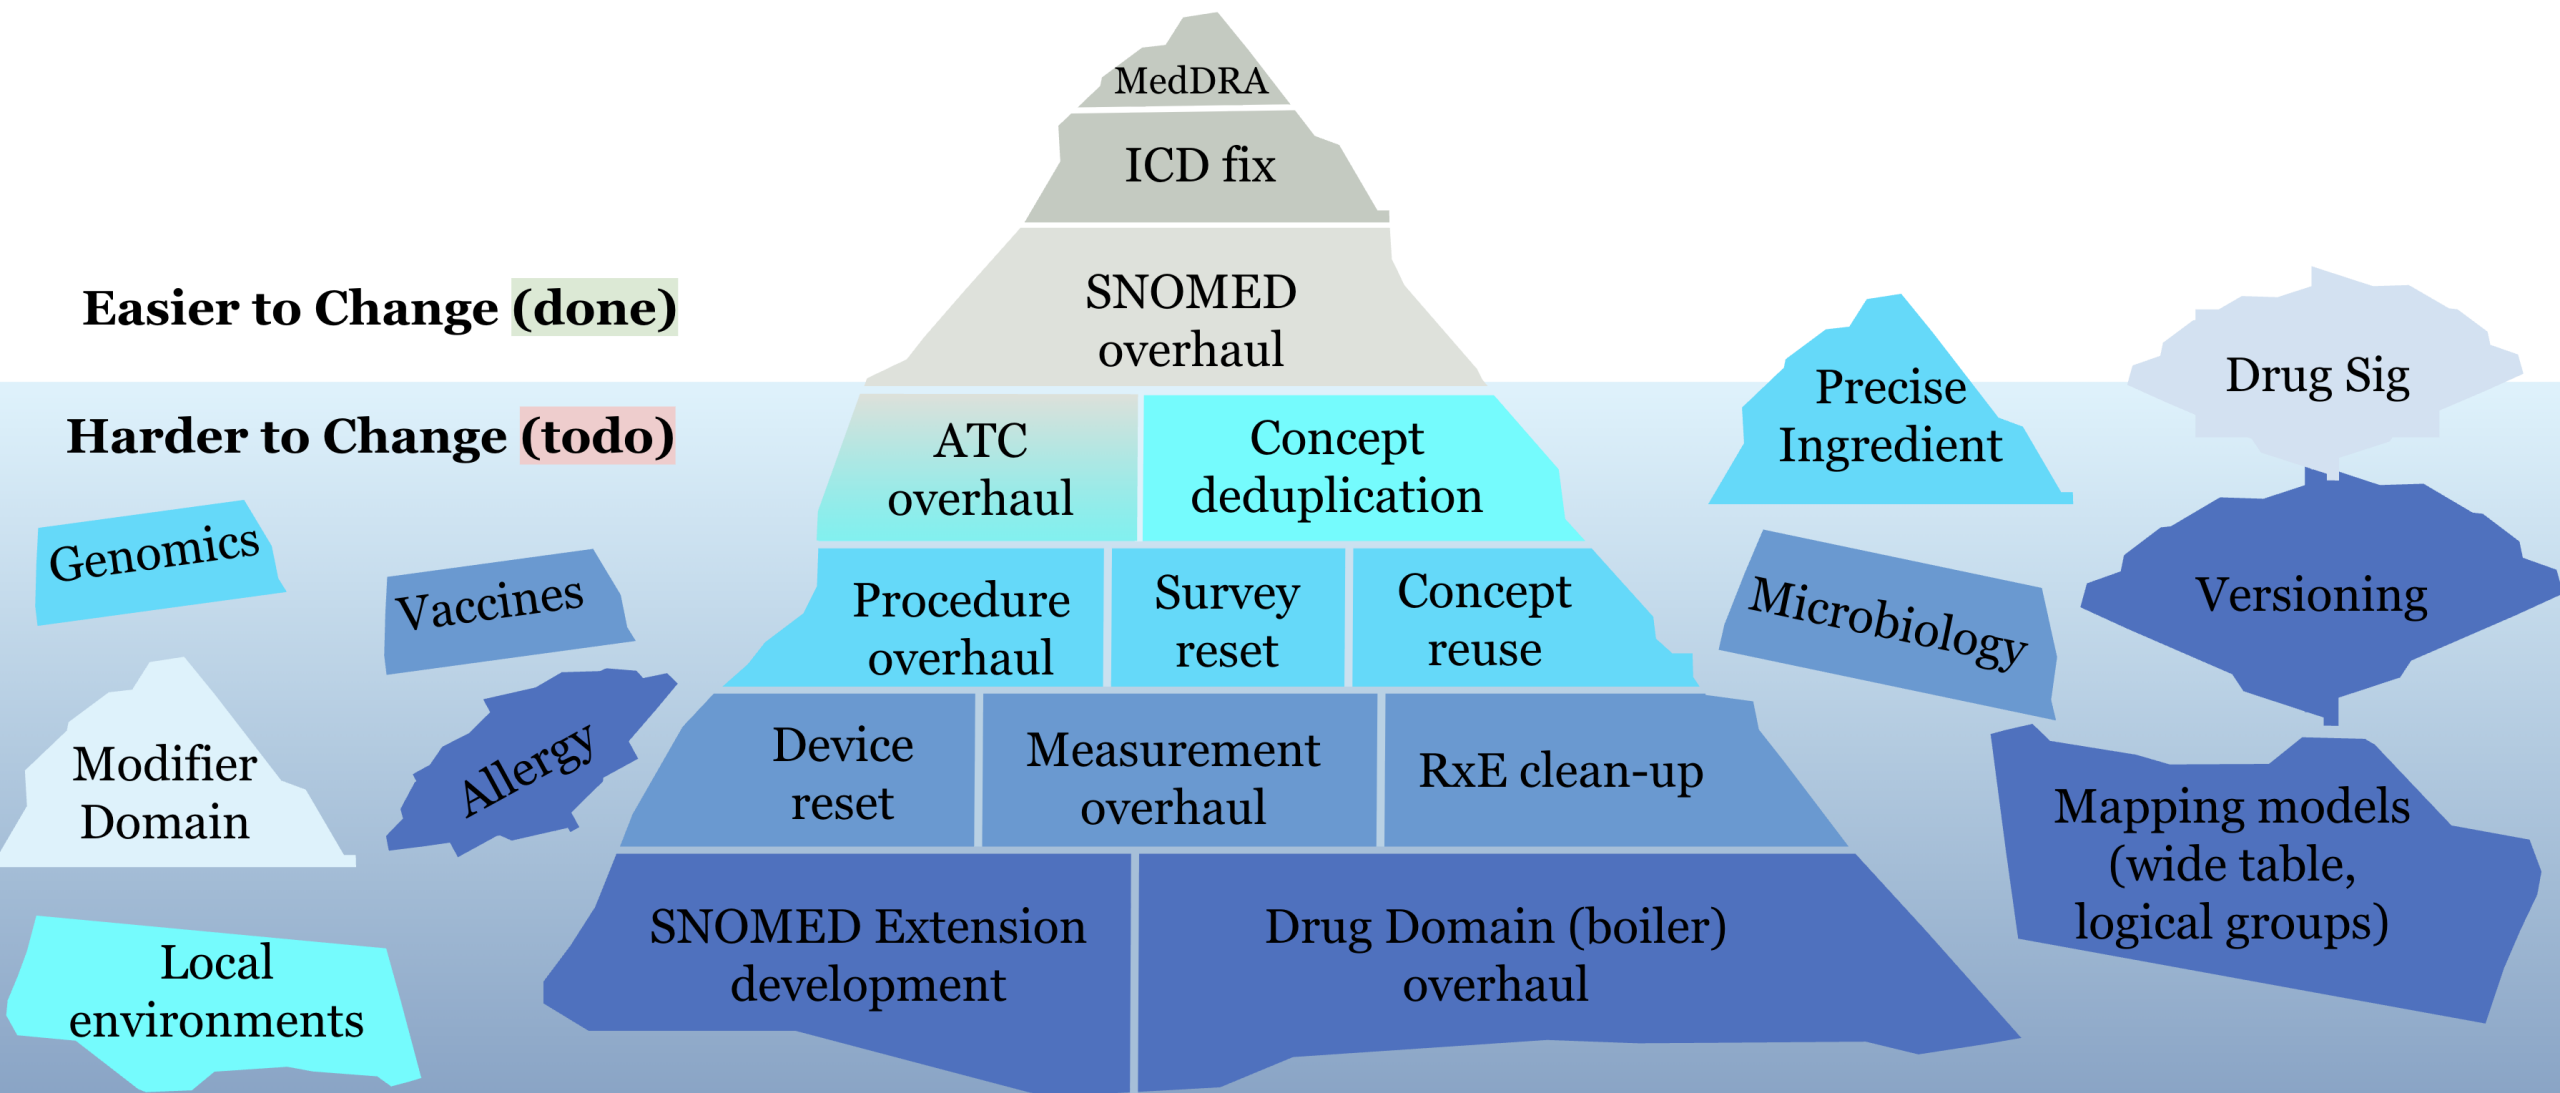 MedDRA
ICD fix
SNOMED
overhaul
Easier to Change (done)
Harder to Change (todo)
Precise
Ingredient
Drug Sig
ATC
overhaul
Concept
deduplication
Genomics
Vaccines
Procedure
overhaul
Survey
reset
Concept
reuse
Microbiology
Versioning
Modifier
Domain
Allergy
Device
reset
Measurement
overhaul
RxE clean-up
Mapping models
(wide table,
logical groups)
Local
environments
SNOMED Extension
development
Drug Domain (boiler)
overhaul